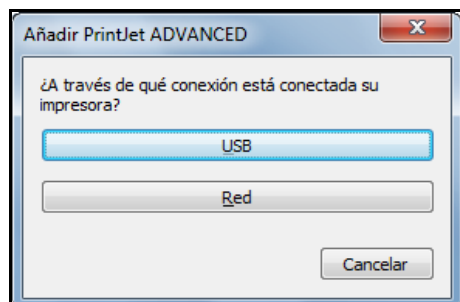 Añadir PrintJet ADVANCED
¿A través de qué conexión está conectada su
impresora?
USB
Red
Cancelar